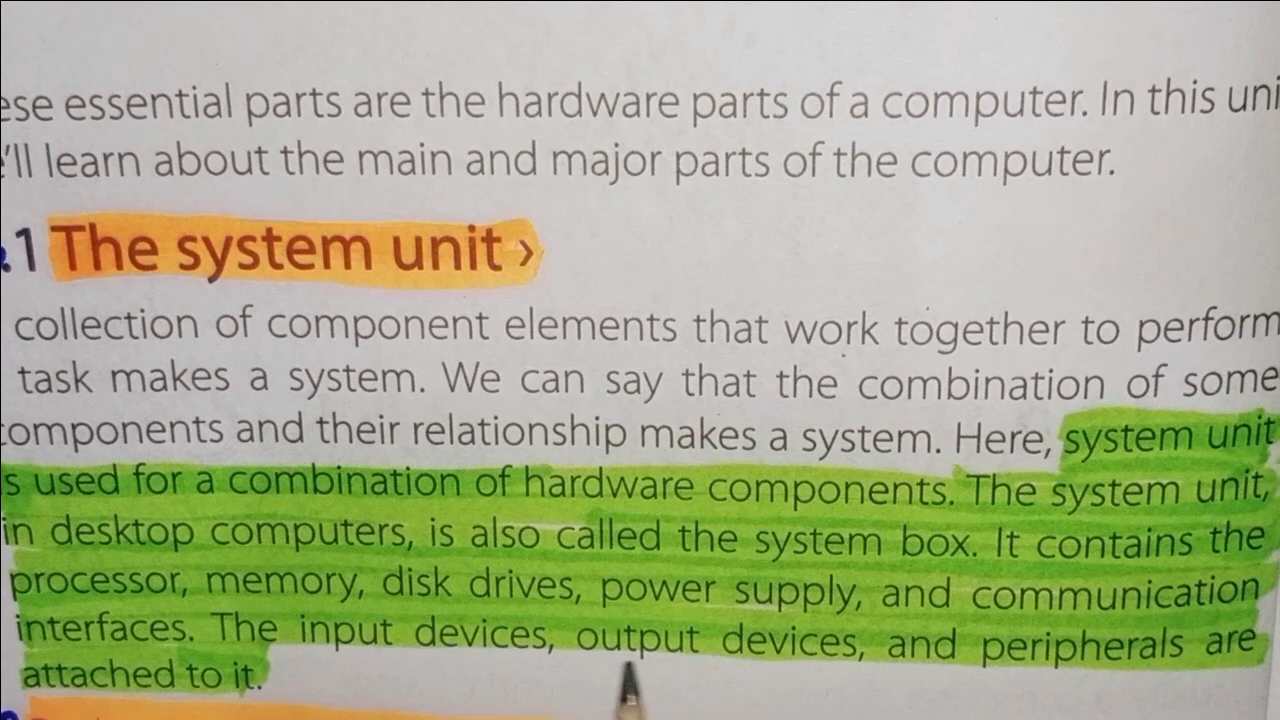 ese essential parts are the hardware parts of a computer. In this uni
'll learn about the main and major parts of the computer.
.1 The system unit ›
collection of component elements that work together to perform
task makes a system. We can say that the combination of some
components and their relationship makes a system. Here, system unit
s used for a combination of hardware components. The system unit,
in desktop computers, is also called the system box. It contains the
processor, memory, disk drives, power supply, and communication
interfaces. The input devices, output devices, and peripherals are
attached to it.